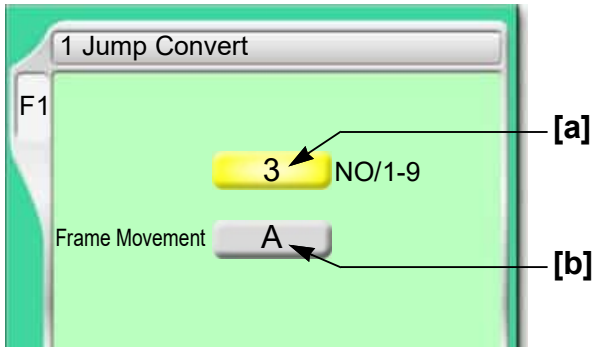 1 Jump Convert
F1
[a]
3 NO/1-9
Frame Movement A
[b]